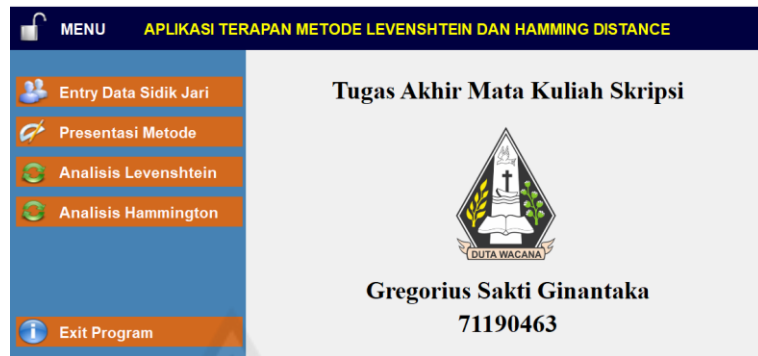 MENU APLIKASI TERAPAN METODE LEVENSHTEIN DAN HAMMING DISTANCE
Entry Data Sidik Jari
Presentasi Metode
Analisis Levenshtein
Analisis Hammington
Exit Program
Tugas Akhir Mata Kuliah Skripsi
DUTA WACANA
Gregorius Sakti Ginantaka
71190463